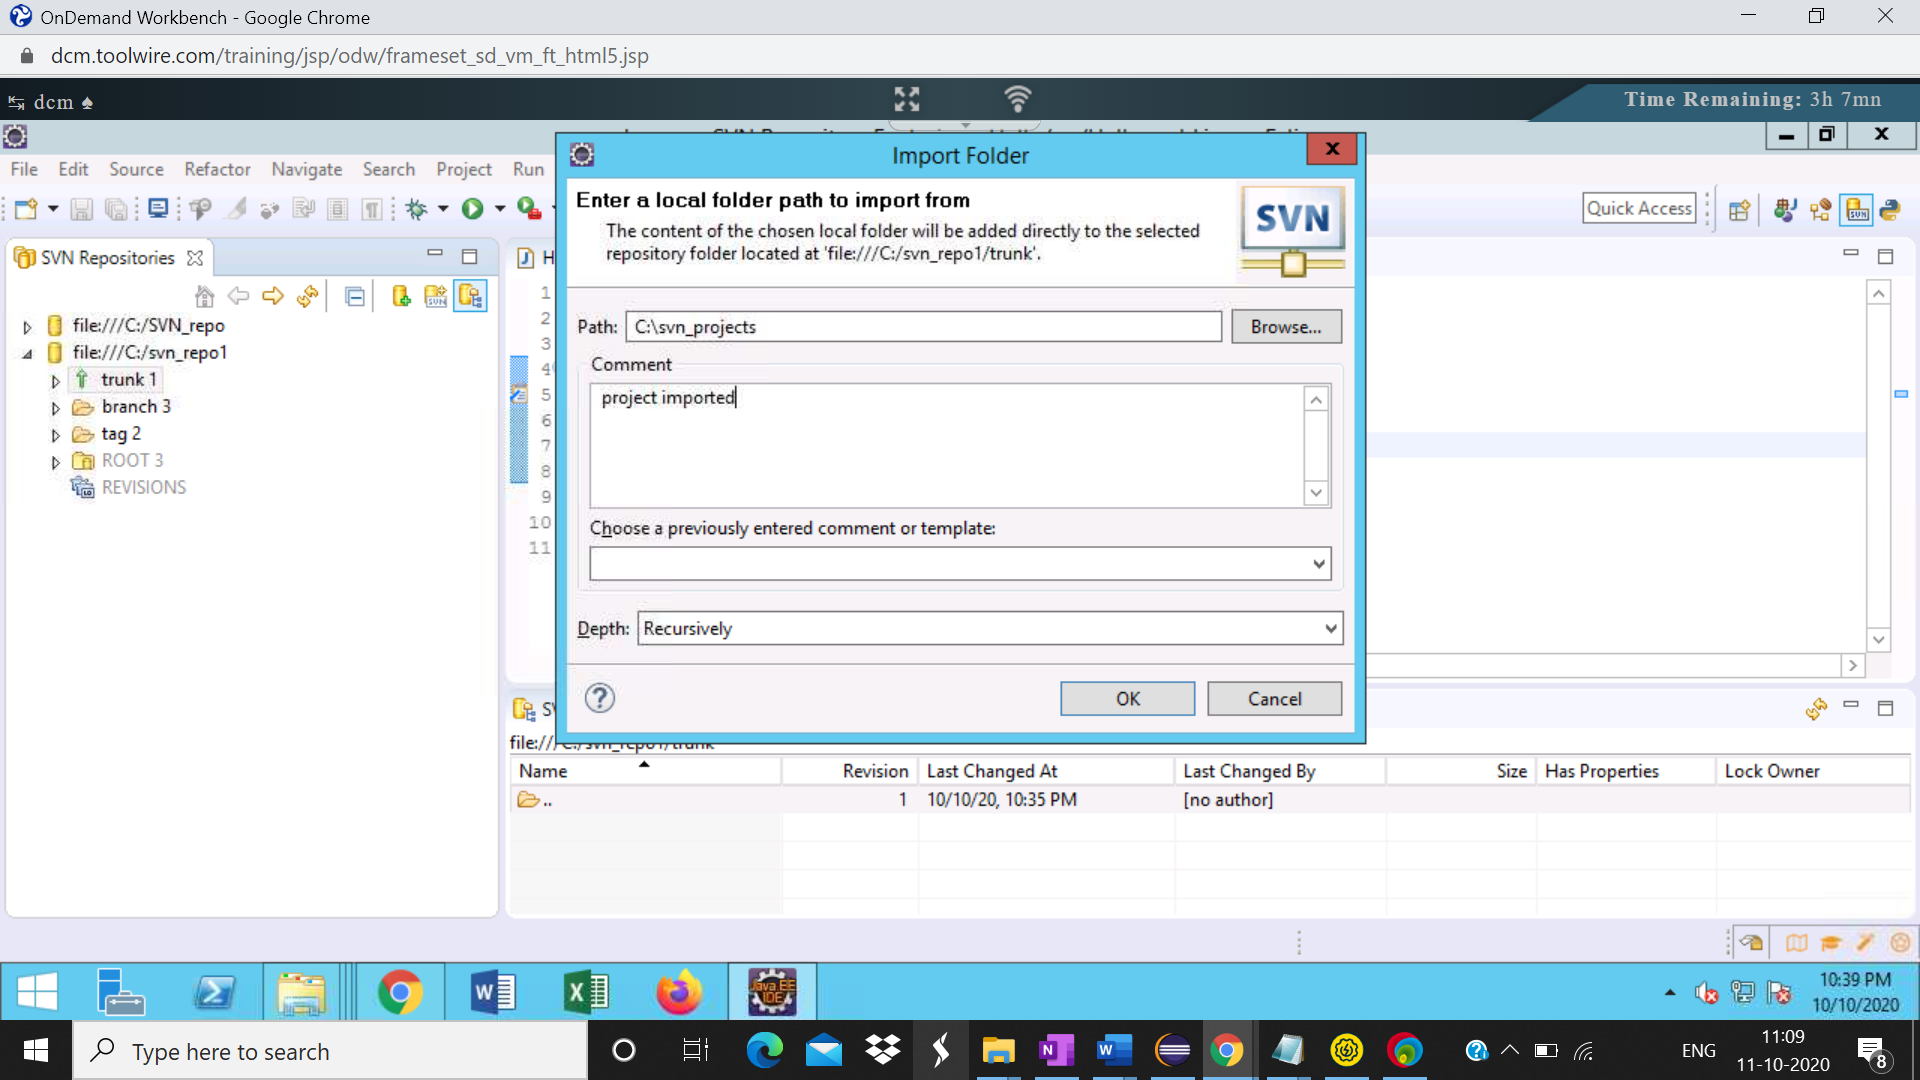 OnDemand Workbench - Google Chrome
dcm.toolwire.com/training/jsp/odw/frameset_sd_vm_ft_html5.jsp
dcm
Time Remaining: 3h 7mn
File Edit Source Refactor Navigate Search Project Run
Import Folder
Quick Access
Enter a local folder path to import from
The content of the chosen local folder will be added directly to the selected
repository folder located at 'file:///C:/svn_repo1/trunk'.
SVN
SVN Repositories
file:///C:/SVN_repo
file:///C:/svn_repo1
trunk 1
branch 3
tag 2
ROOT 3
REVISIONS
H
1
2
3
4
5
6
7
8
9
10
11
Path: C:\svn_projects Browse...
Comment
project imported
Choose a previously entered comment or template:
Depth: Recursively
OK Cancel
file:///C:/svn_repo1/trunk
Name Revision Last Changed At Last Changed By Size Has Properties Lock Owner
.. 1 10/10/20, 10:35 PM [no author]
Java EE
IDE
10:39 PM
10/10/2020
Type here to search
ENG
11:09
11-10-2020
8